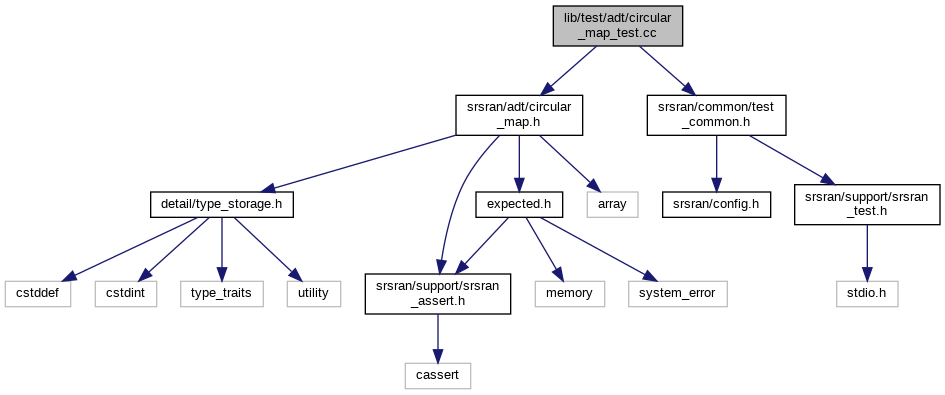 lib/test/adt/circular
_map_test.cc
srsran/adt/circular
_map.h
srsran/common/test
_common.h
detail/type_storage.h
expected.h
array
srsran/config.h
srsran/support/srsran
_test.h
cstddef
cstdint
type_traits
utility
srsran/support/srsran
_assert.h
memory
system_error
stdio.h
cassert